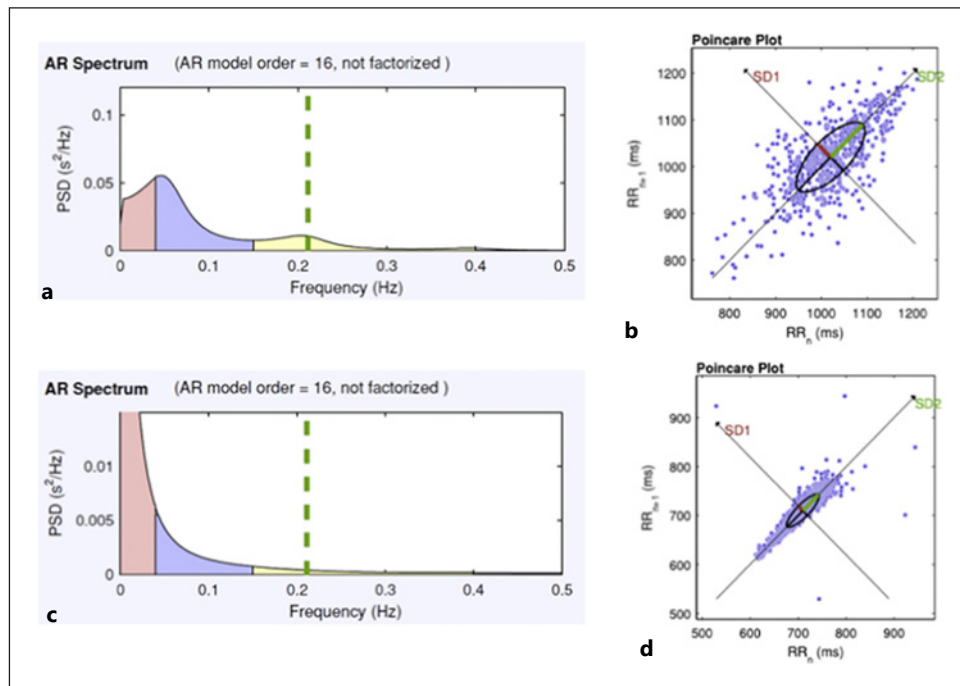 AR Spectrum (AR model order = 16, not factorized )
0.1
0.05
0
PSD (s²/Hz)
0 0.1 0.2 0.3 0.4 0.5
Frequency (Hz)
a
Poincare Plot
SD1
SD2
1200
1100
1000
900
800
RRₙ₊₁ (ms)
800 900 1000 1100 1200
RRₙ (ms)
b
AR Spectrum (AR model order = 16, not factorized )
0.01
0.005
0
PSD (s²/Hz)
0 0.1 0.2 0.3 0.4 0.5
Frequency (Hz)
c
Poincare Plot
SD1
SD2
900
800
700
600
500
RRₙ₊₁ (ms)
500 600 700 800 900
RRₙ (ms)
d